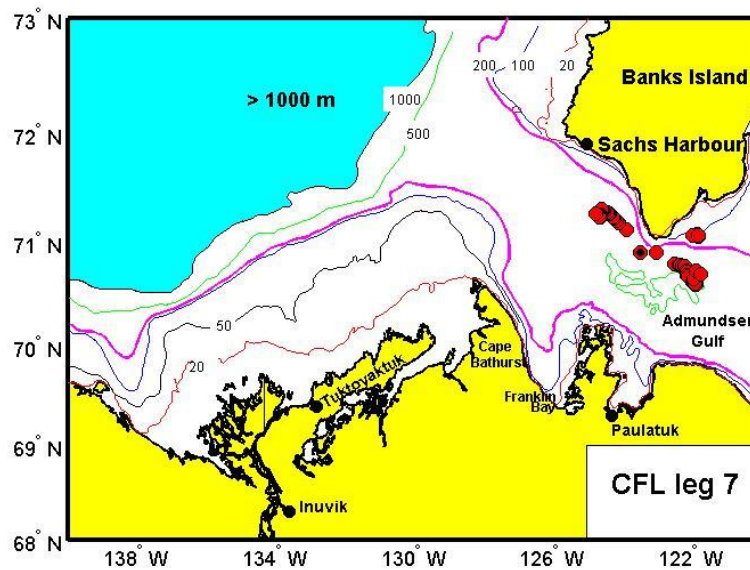 73° N
72° N
71° N
70° N
69° N
68° N
138° W
134° W
130° W
126° W
122° W
> 1000 m
1000
500
200
100
20
Banks Island
Sachs Harbour
50
20
Admundsen
Gulf
Cape
Bathurst
Franklin
Bay
Tuktoyaktuk
Paulatuk
Inuvik
CFL leg 7